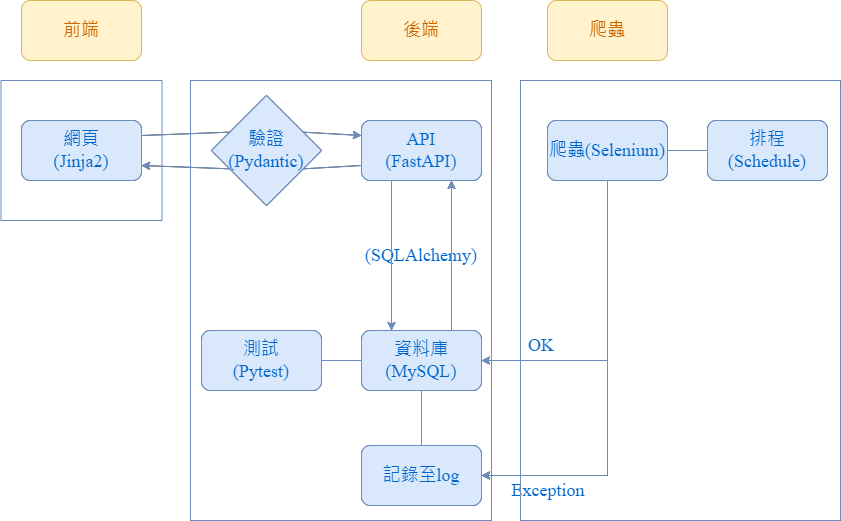 前端
後端
爬蟲
網頁
(Jinja2)
驗證
(Pydantic)
API
(FastAPI)
爬蟲(Selenium)
排程
(Schedule)
(SQLAlchemy)
測試
(Pytest)
資料庫
(MySQL)
OK
記錄至log
Exception